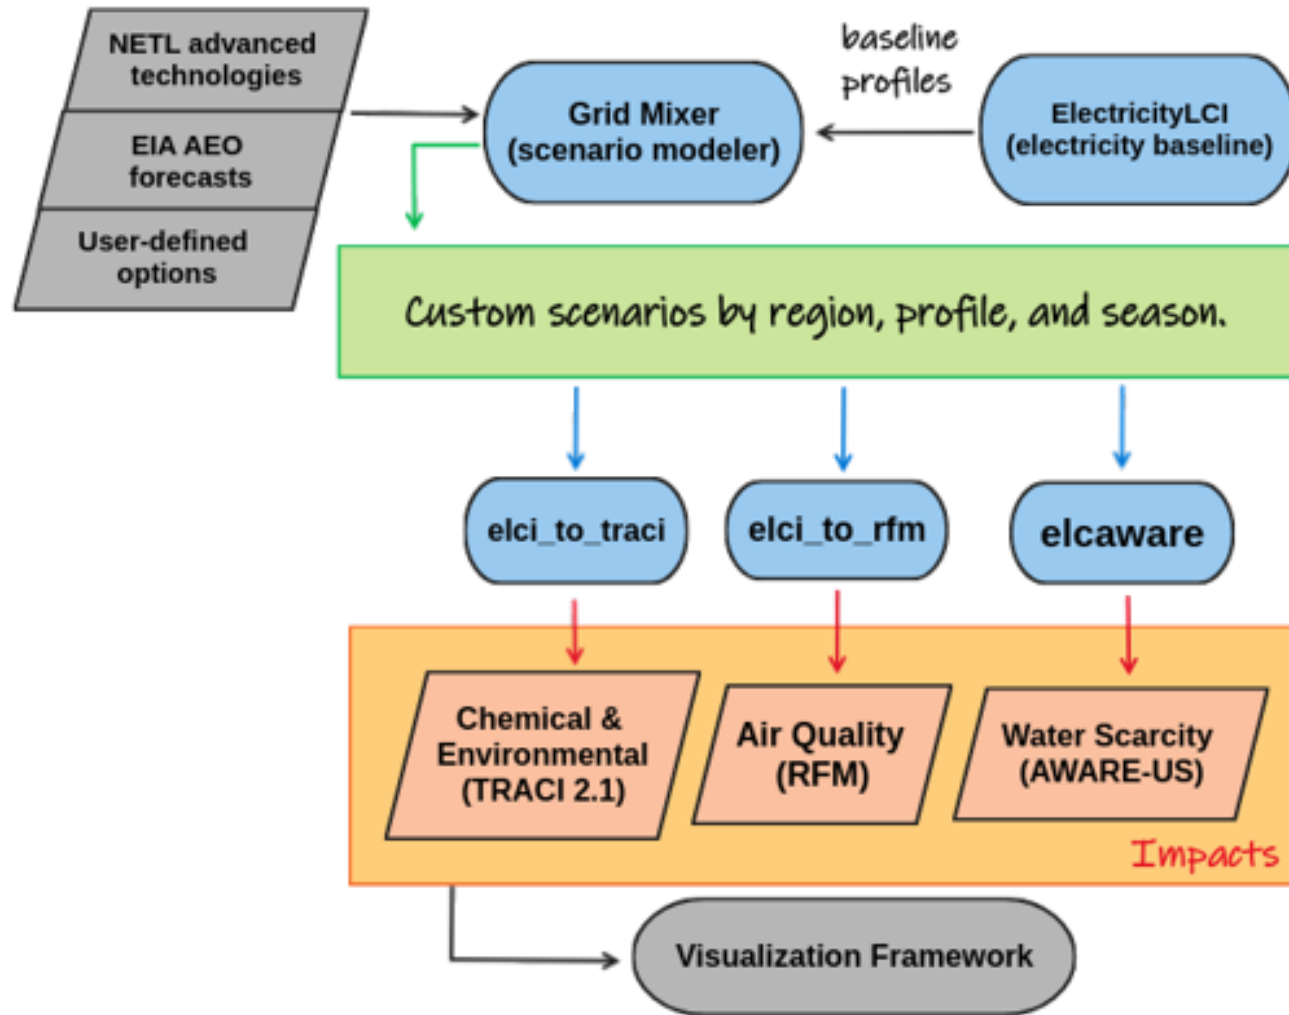 NETL advanced
technologies
EIA AEO
forecasts
User-defined
options
Grid Mixer
(scenario modeler)
baseline
profiles
ElectricityLCI
(electricity baseline)
Custom scenarios by region, profile, and season.
elci_to_traci
elci_to_rfm
elcaware
Chemical &
Environmental
(TRACI 2.1)
Air Quality
(RFM)
Water Scarcity
(AWARE-US)
Impacts
Visualization Framework